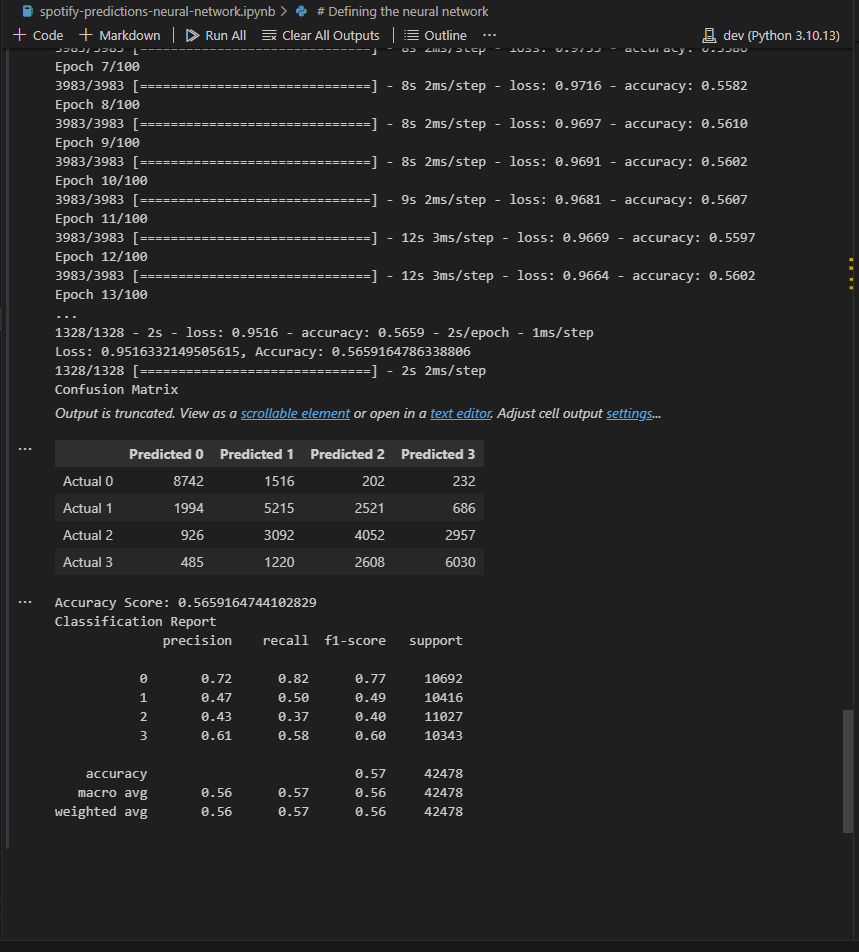 spotify-predictions-neural-network.ipynb > # Defining the neural network
+ Code + Markdown | Run All Clear All Outputs | Outline ... dev (Python 3.10.13)
3983/3983 [==============================] - 8s 2ms/step - loss: 0.9735 - accuracy:
Epoch 7/100
3983/3983 [==============================] - 8s 2ms/step - loss: 0.9716 - accuracy: 0.5582
Epoch 8/100
3983/3983 [==============================] - 8s 2ms/step - loss: 0.9697 - accuracy: 0.5610
Epoch 9/100
3983/3983 [==============================] - 8s 2ms/step - loss: 0.9691 - accuracy: 0.5602
Epoch 10/100
3983/3983 [==============================] - 9s 2ms/step - loss: 0.9681 - accuracy: 0.5607
Epoch 11/100
3983/3983 [==============================] - 12s 3ms/step - loss: 0.9669 - accuracy: 0.5597
Epoch 12/100
3983/3983 [==============================] - 12s 3ms/step - loss: 0.9664 - accuracy: 0.5602
Epoch 13/100
...
1328/1328 - 2s - loss: 0.9516 - accuracy: 0.5659 - 2s/epoch - 1ms/step
Loss: 0.9516332149505615, Accuracy: 0.5659164786338806
1328/1328 [==============================] - 2s 2ms/step
Confusion Matrix
Output is truncated. View as a scrollable element or open in a text editor. Adjust cell output settings...
... Predicted 0 Predicted 1 Predicted 2 Predicted 3
Actual 0 8742 1516 202 232
Actual 1 1994 5215 2521 686
Actual 2 926 3092 4052 2957
Actual 3 485 1220 2608 6030
... Accuracy Score: 0.5659164744102829
Classification Report
precision recall f1-score support
0 0.72 0.82 0.77 10692
1 0.47 0.50 0.49 10416
2 0.43 0.37 0.40 11027
3 0.61 0.58 0.60 10343
accuracy 0.57 42478
macro avg 0.56 0.57 0.56 42478
weighted avg 0.56 0.57 0.56 42478